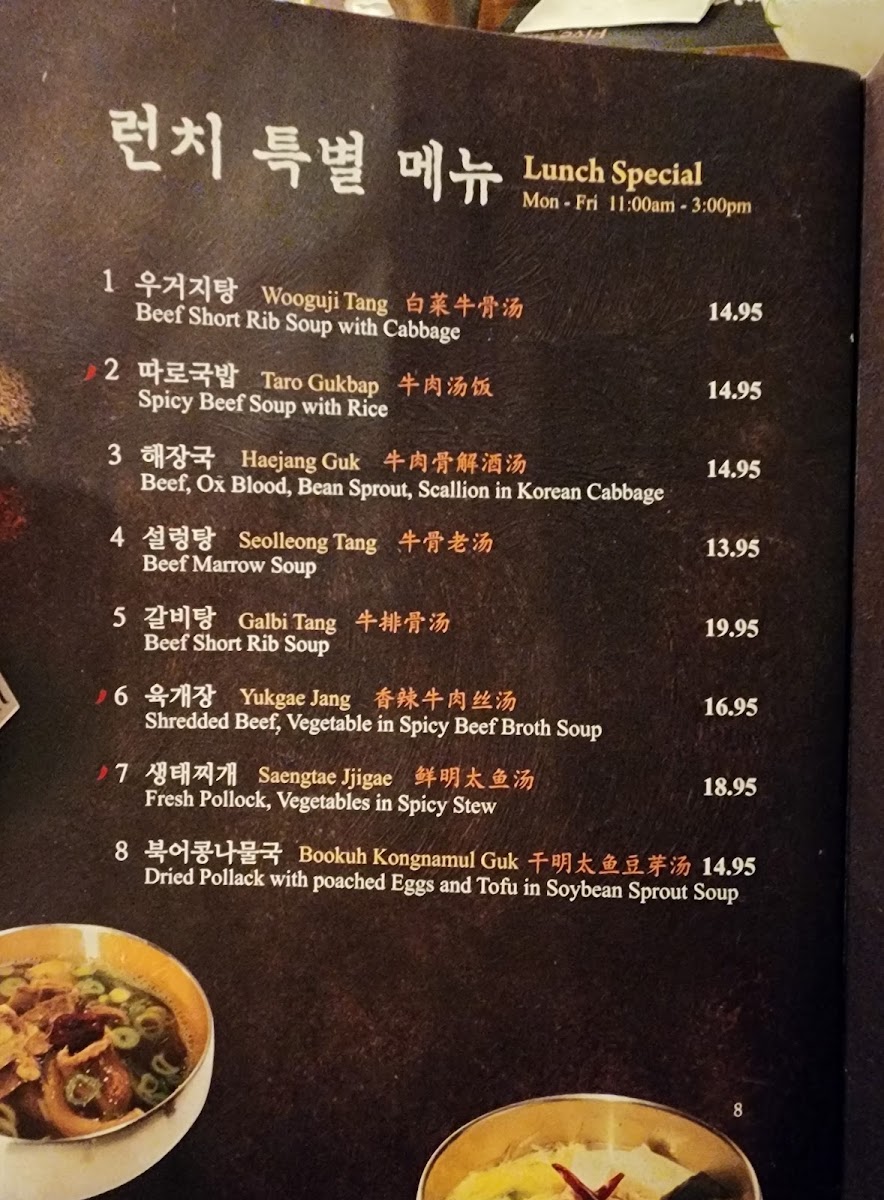 런치 특별 메뉴 Lunch Special
Mon - Fri 11:00am - 3:00pm
1 우거지탕 Wooguji Tang 白菜牛骨汤 14.95
Beef Short Rib Soup with Cabbage
2 따로국밥 Taro Gukbap 牛肉汤饭 14.95
Spicy Beef Soup with Rice
3 해장국 Haejang Guk 牛肉骨解酒汤 14.95
Beef, Ox Blood, Bean Sprout, Scallion in Korean Cabbage
4 설렁탕 Seolleong Tang 牛骨老汤 13.95
Beef Marrow Soup
5 갈비탕 Galbi Tang 牛排骨汤 19.95
Beef Short Rib Soup
6 육개장 Yukgae Jang 香辣牛肉丝汤 16.95
Shredded Beef, Vegetable in Spicy Beef Broth Soup
7 생태찌개 Saengtae Jjigae 鲜明太鱼汤 18.95
Fresh Pollock, Vegetables in Spicy Stew
8 북어콩나물국 Bookuh Kongnamul Guk 干明太鱼豆芽汤 14.95
Dried Pollack with poached Eggs and Tofu in Soybean Sprout Soup
8